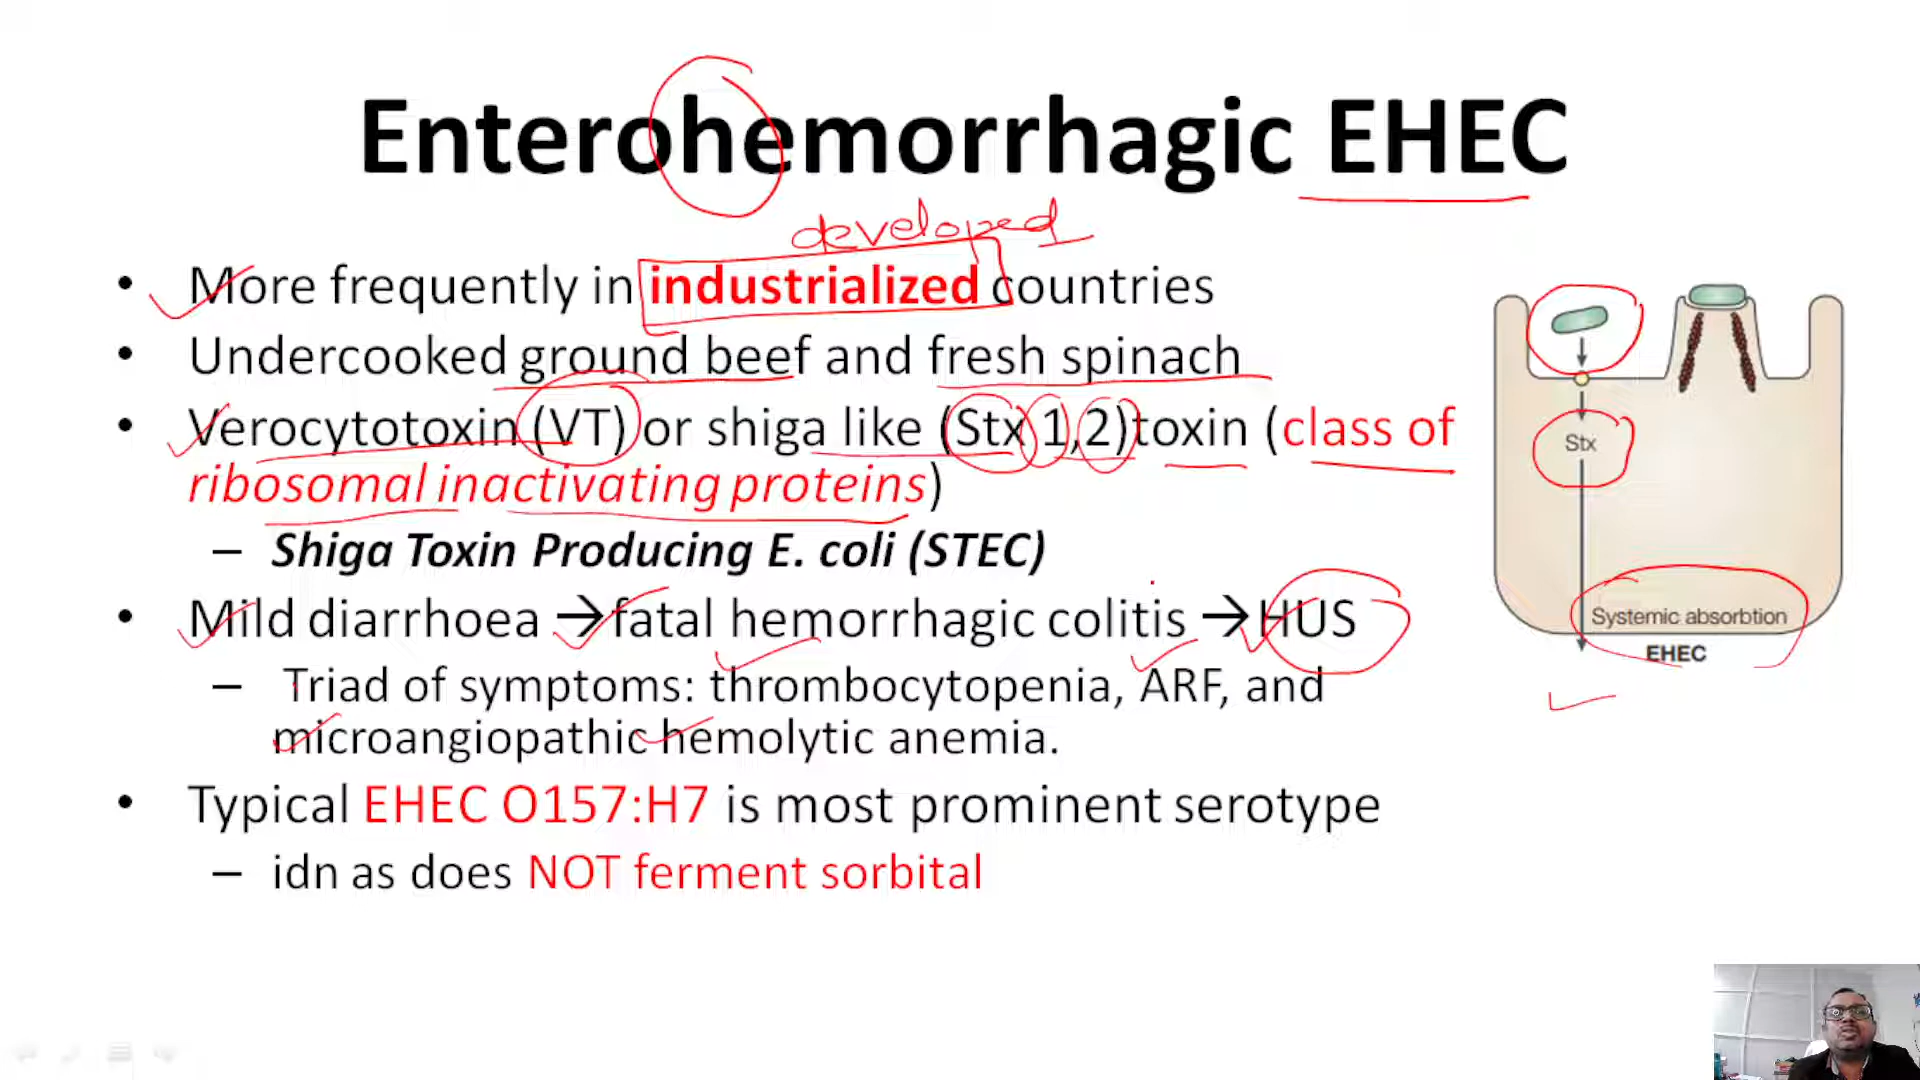 Enterohemorrhagic EHEC
developed
• More frequently in industrialized countries
• Undercooked ground beef and fresh spinach
• Verocytotoxin (VT) or shiga like (Stx 1,2)toxin (class of
ribosomal inactivating proteins)
– Shiga Toxin Producing E. coli (STEC)
• Mild diarrhoea →fatal hemorrhagic colitis →HUS
– Triad of symptoms: thrombocytopenia, ARF, and
microangiopathic hemolytic anemia.
• Typical EHEC O157:H7 is most prominent serotype
– idn as does NOT ferment sorbital
Stx
Systemic absorbtion
EHEC